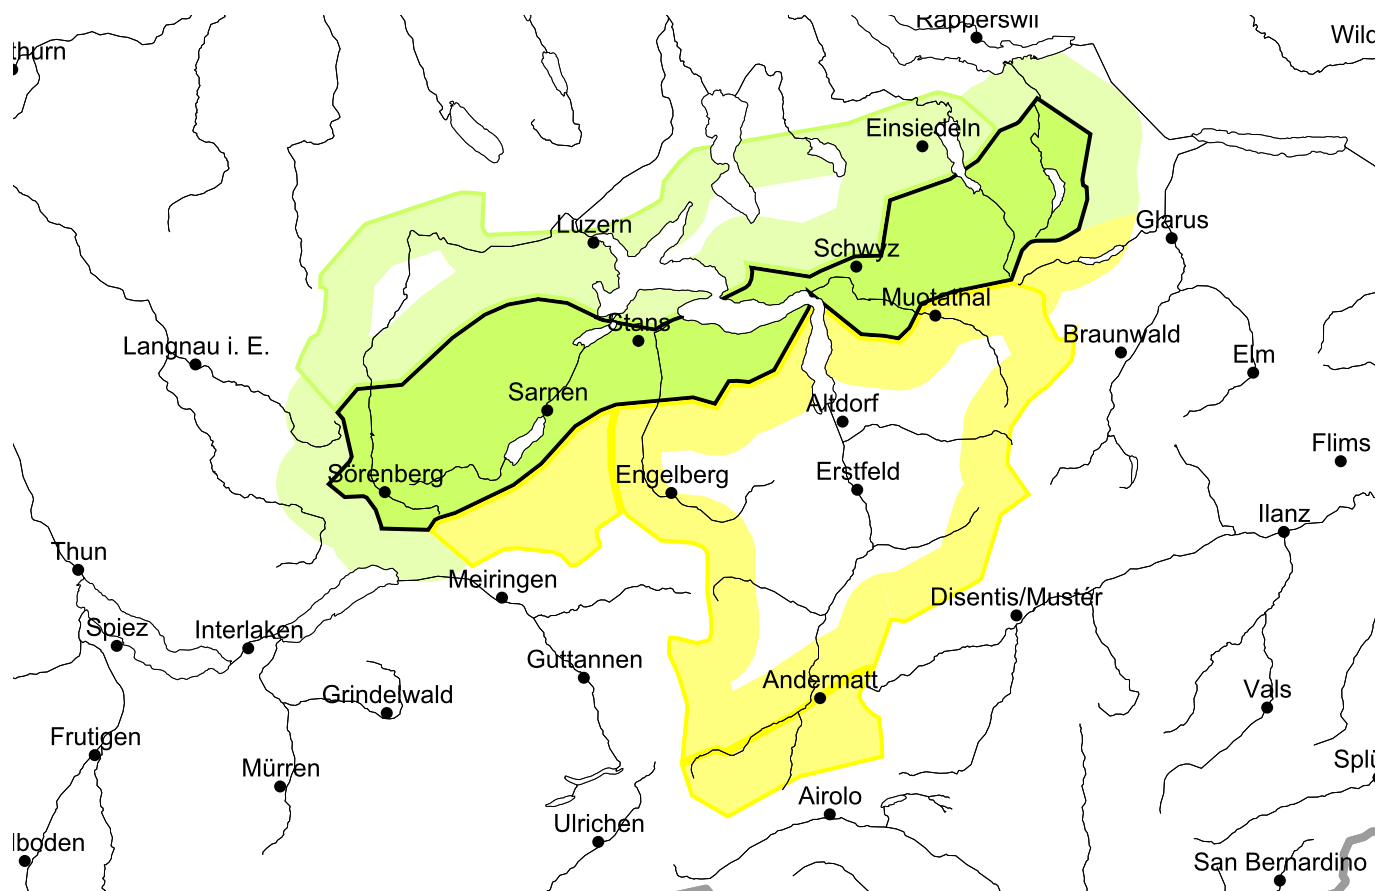 Rapperswil
thurn
Wild
Einsiedeln
Glarus
Luzern
Schwyz
Muotathal
Stans
Braunwald
Langnau i. E.
Elm
Sarnen
Altdorf
Flims
Sörenberg
Engelberg
Erstfeld
Ilanz
Thun
Meiringen
Disentis/Mustér
Spiez
Interlaken
Guttannen
Andermatt
Vals
Grindelwald
Frutigen
Mürren
Splü
Airolo
Ulrichen
lboden
San Bernardino